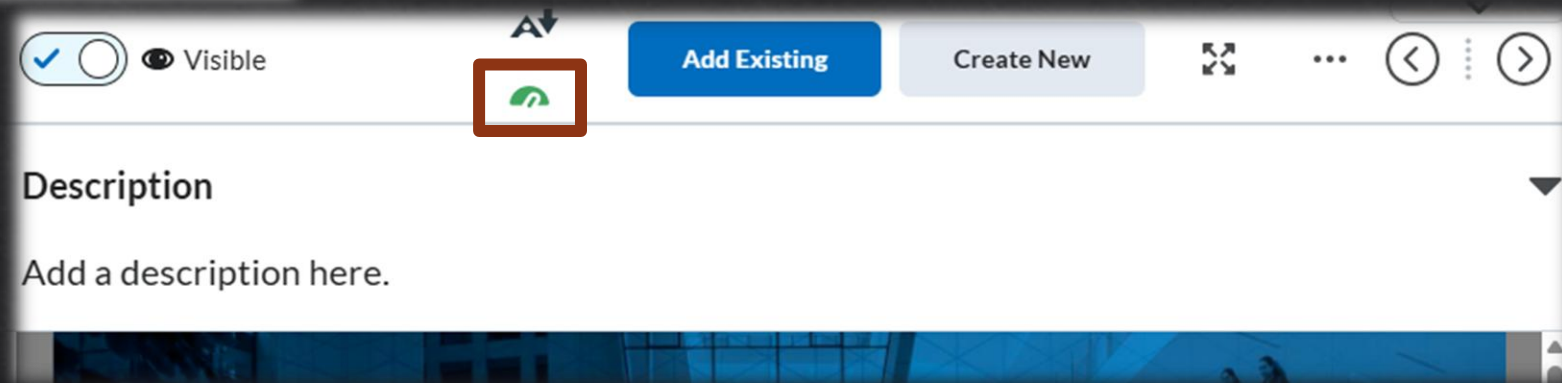 Visible
Add Existing
Create New
Description
Add a description here.